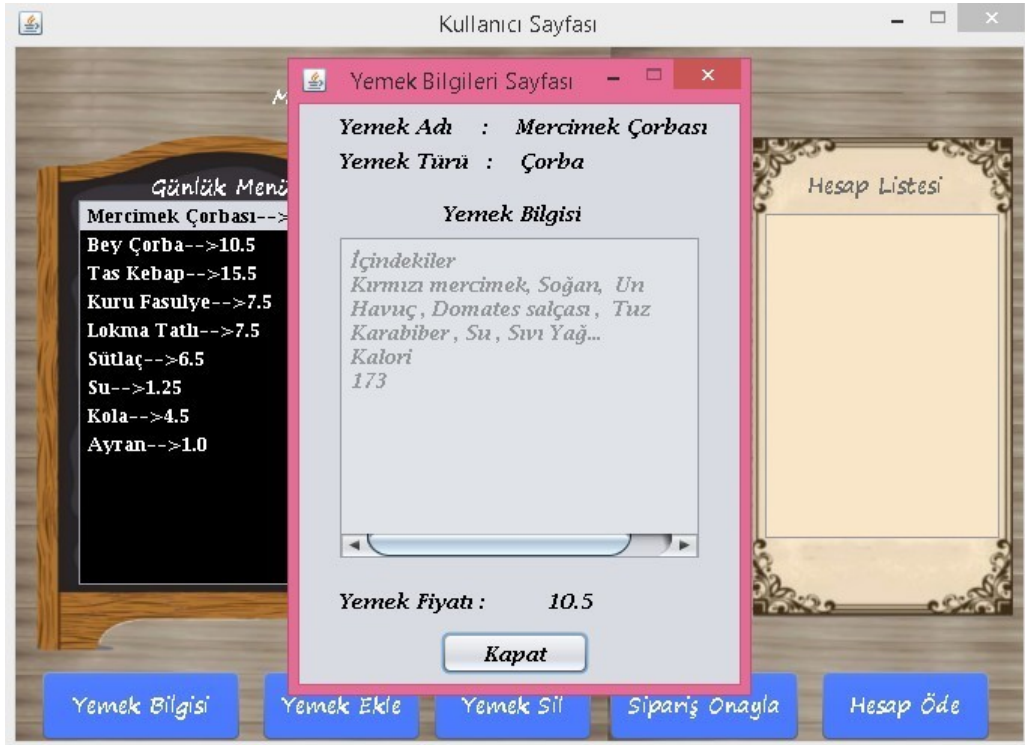 Kullanıcı Sayfası
Yemek Bilgileri Sayfası
Yemek Adı : Mercimek Çorbası
Yemek Türü : Çorba
Yemek Bilgisi
İçindekiler
Kırmızı mercimek, Soğan, Un
Havuç , Domates salçası , Tuz
Karabiber , Su , Sıvı Yağ...
Kalori
173
Yemek Fiyatı : 10.5
Kapat
Günlük Menü
Mercimek Çorbası-->
Bey Çorba-->10.5
Tas Kebap-->15.5
Kuru Fasulye-->7.5
Lokma Tatlı-->7.5
Sütlaç-->6.5
Su-->1.25
Kola-->4.5
Ayran-->1.0
Hesap Listesi
Yemek Bilgisi
Yemek Ekle
Yemek Sil
Sipariş Onayla
Hesap Öde